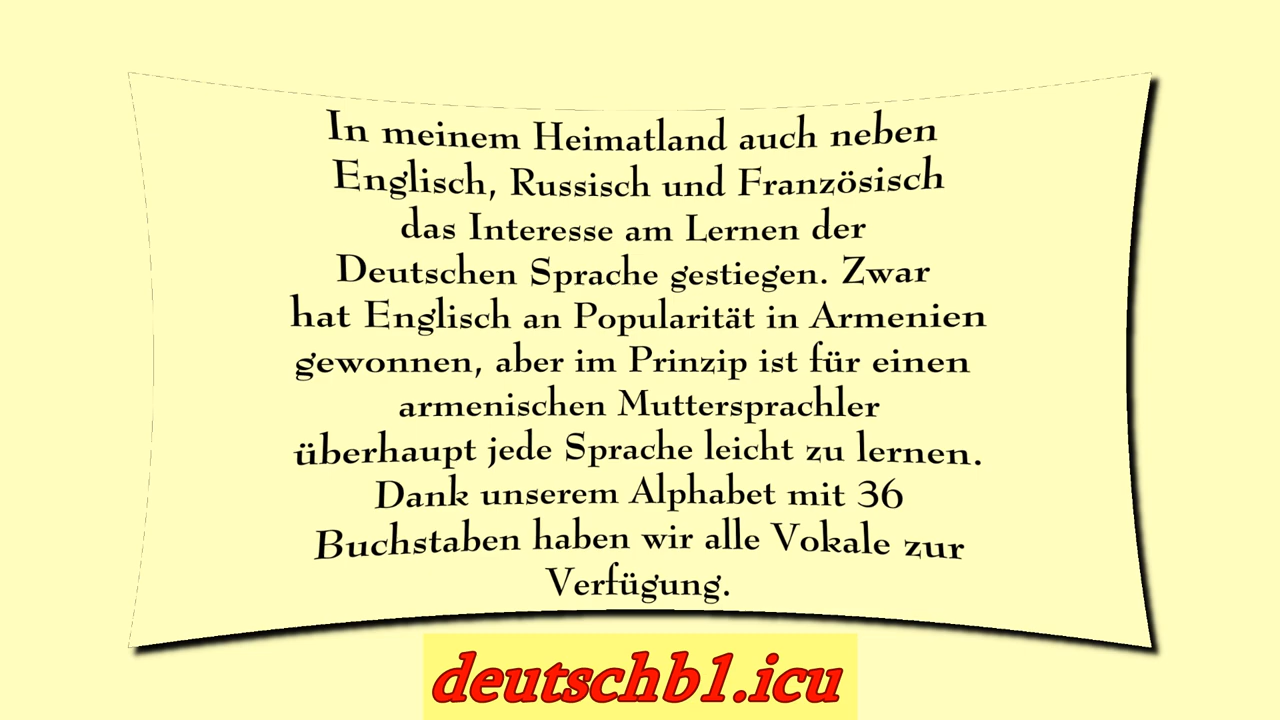 In meinem Heimatland auch neben
Englisch, Russisch und Französisch
das Interesse am Lernen der
Deutschen Sprache gestiegen. Zwar
hat Englisch an Popularität in Armenien
gewonnen, aber im Prinzip ist für einen
armenischen Muttersprachler
überhaupt jede Sprache leicht zu lernen.
Dank unserem Alphabet mit 36
Buchstaben haben wir alle Vokale zur
Verfügung.
deutschb1.icu